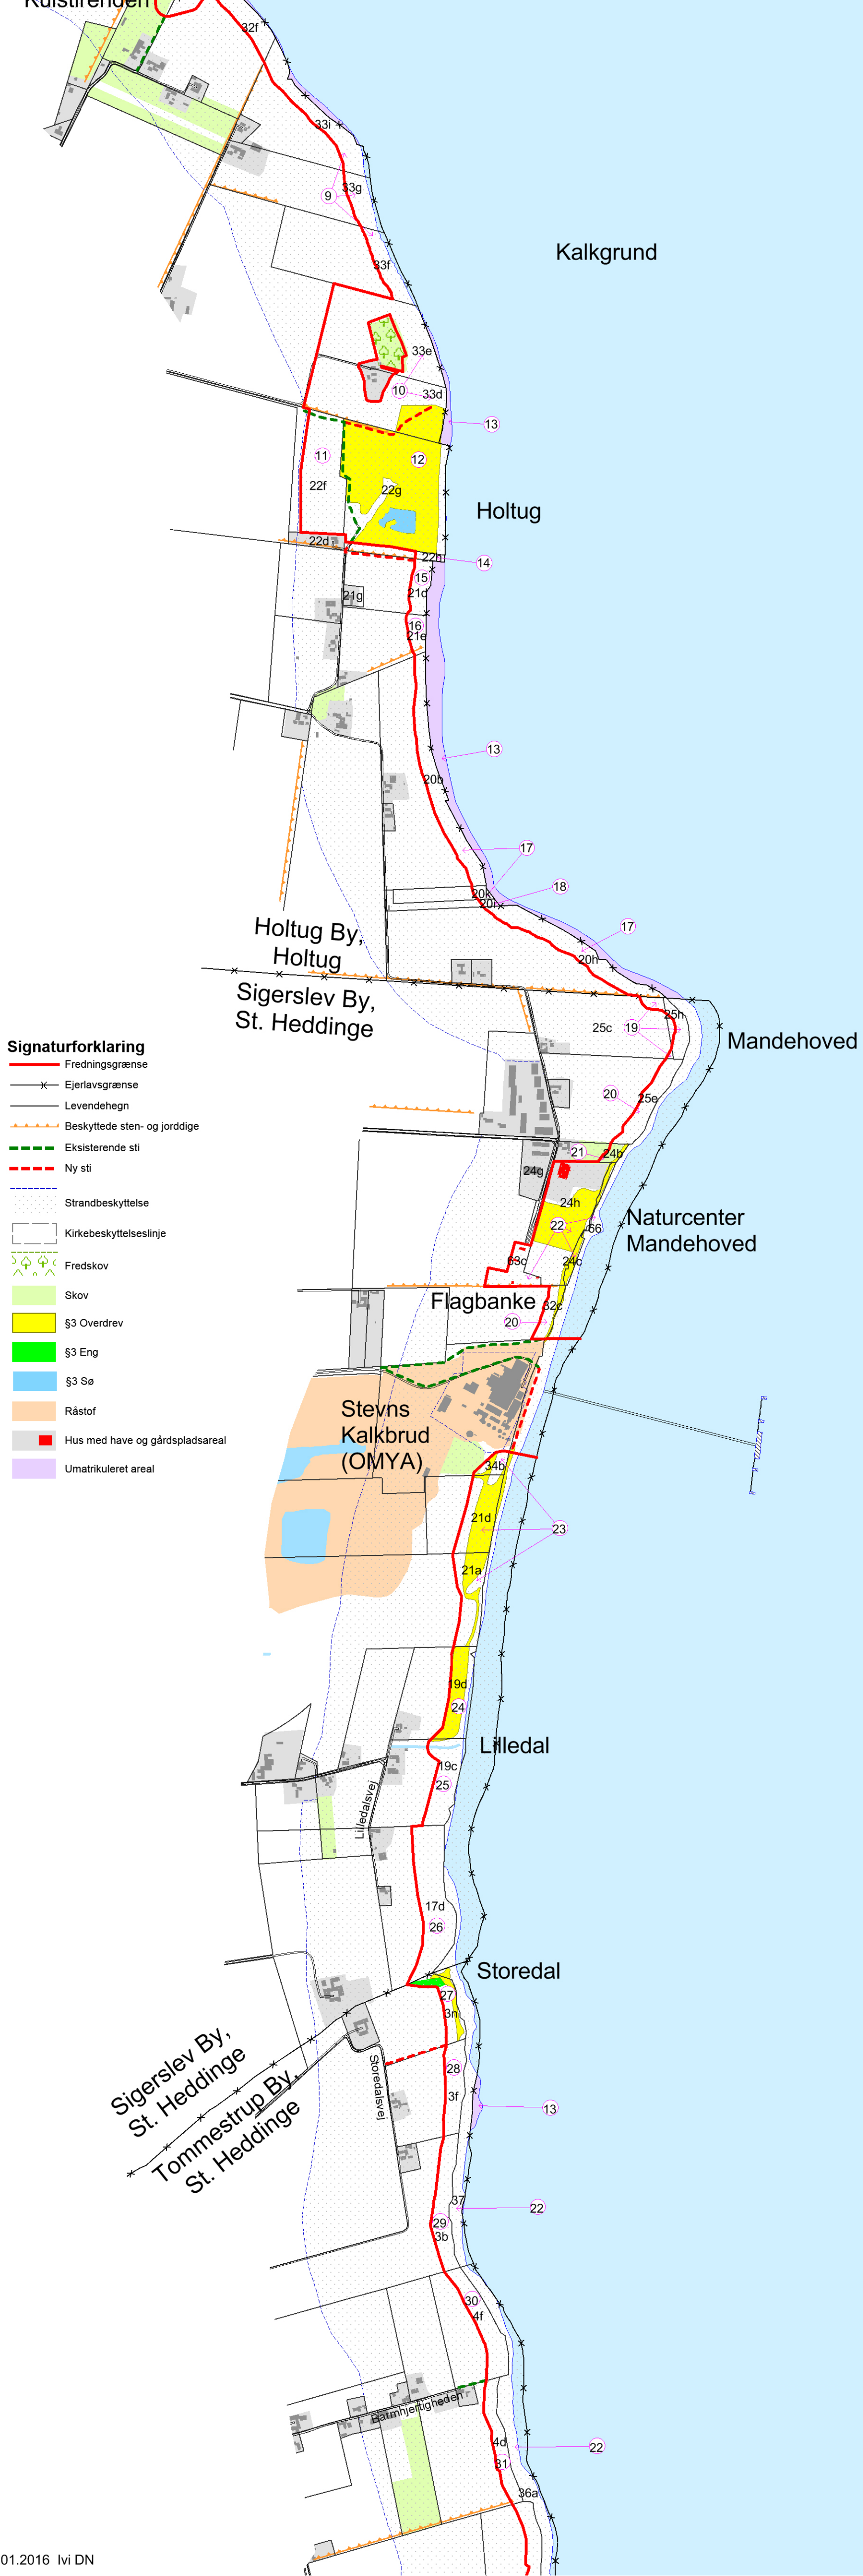 Kulstirenden
32f
33i
33g
9
33f
Kalkgrund
33e
10
33d
13
11
12
22f
22g
Holtug
22d
22h
14
15
21g
21d
16
21e
13
20b
17
20k
18
20i
17
20h
Holtug By,
Holtug
Sigerslev By,
St. Heddinge
25h
25c
19
Mandehoved
20
25e
21
24b
24g
24h
22
66
Naturcenter
Mandehoved
63c
24c
Flagbanke
32c
20
Signaturforklaring
Fredningsgrænse
Ejerlavsgrænse
Levendehegn
Beskyttede sten- og jorddige
Eksisterende sti
Ny sti
Strandbeskyttelse
Kirkebeskyttelseslinje
Fredskov
Skov
§3 Overdrev
§3 Eng
§3 Sø
Råstof
Hus med have og gårdspladsareal
Umatrikuleret areal
Stevns
Kalkbrud
(OMYA)
34b
21d
23
21a
19d
24
Lilledal
19c
25
Lilledalsvej
17d
26
Storedal
27
3n
Sigerslev By,
St. Heddinge
Tommestrup By,
St. Heddinge
Storedalsvej
28
3f
13
37
22
29
3b
30
4f
Barmhjertigheden
4d
22
31
36a
01.2016 Ivi DN